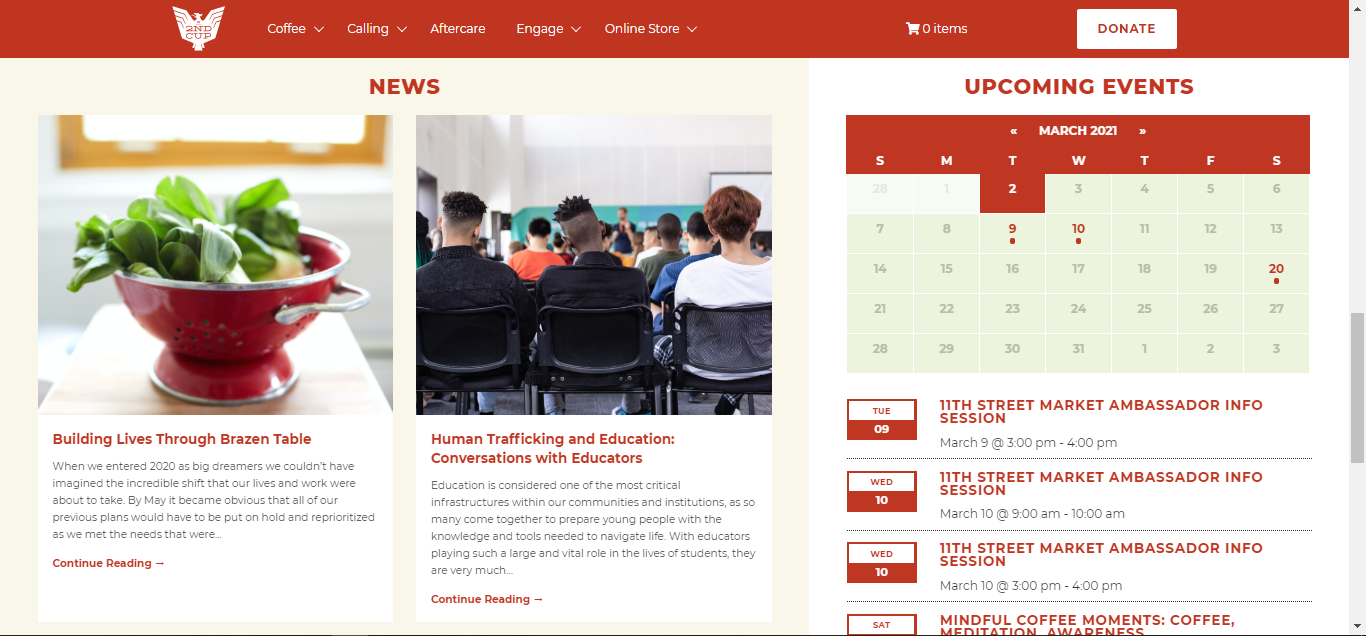 2ND
CUP
Coffee
Calling
Aftercare
Engage
Online Store
0 items
DONATE
NEWS
Building Lives Through Brazen Table
When we entered 2020 as big dreamers we couldn't have
imagined the incredible shift that our lives and work were
about to take. By May it became obvious that all of our
previous plans would have to be put on hold and reprioritized
as we met the needs that were...
Continue Reading →
Human Trafficking and Education:
Conversations with Educators
Education is considered one of the most critical
infrastructures within our communities and institutions, as so
many come together to prepare young people with the
knowledge and tools needed to navigate life. With educators
playing such a large and vital role in the lives of students, they
are very much...
Continue Reading →
UPCOMING EVENTS
« MARCH 2021 »
S M T W T F S
28 1 2 3 4 5 6
7 8 9 10 11 12 13
14 15 16 17 18 19 20
21 22 23 24 25 26 27
28 29 30 31 1 2 3
TUE
09
11TH STREET MARKET AMBASSADOR INFO
SESSION
March 9 @ 3:00 pm - 4:00 pm
WED
10
11TH STREET MARKET AMBASSADOR INFO
SESSION
March 10 @ 9:00 am - 10:00 am
WED
10
11TH STREET MARKET AMBASSADOR INFO
SESSION
March 10 @ 3:00 pm - 4:00 pm
SAT
MINDFUL COFFEE MOMENTS: COFFEE,
MEDITATION, AWARENESS